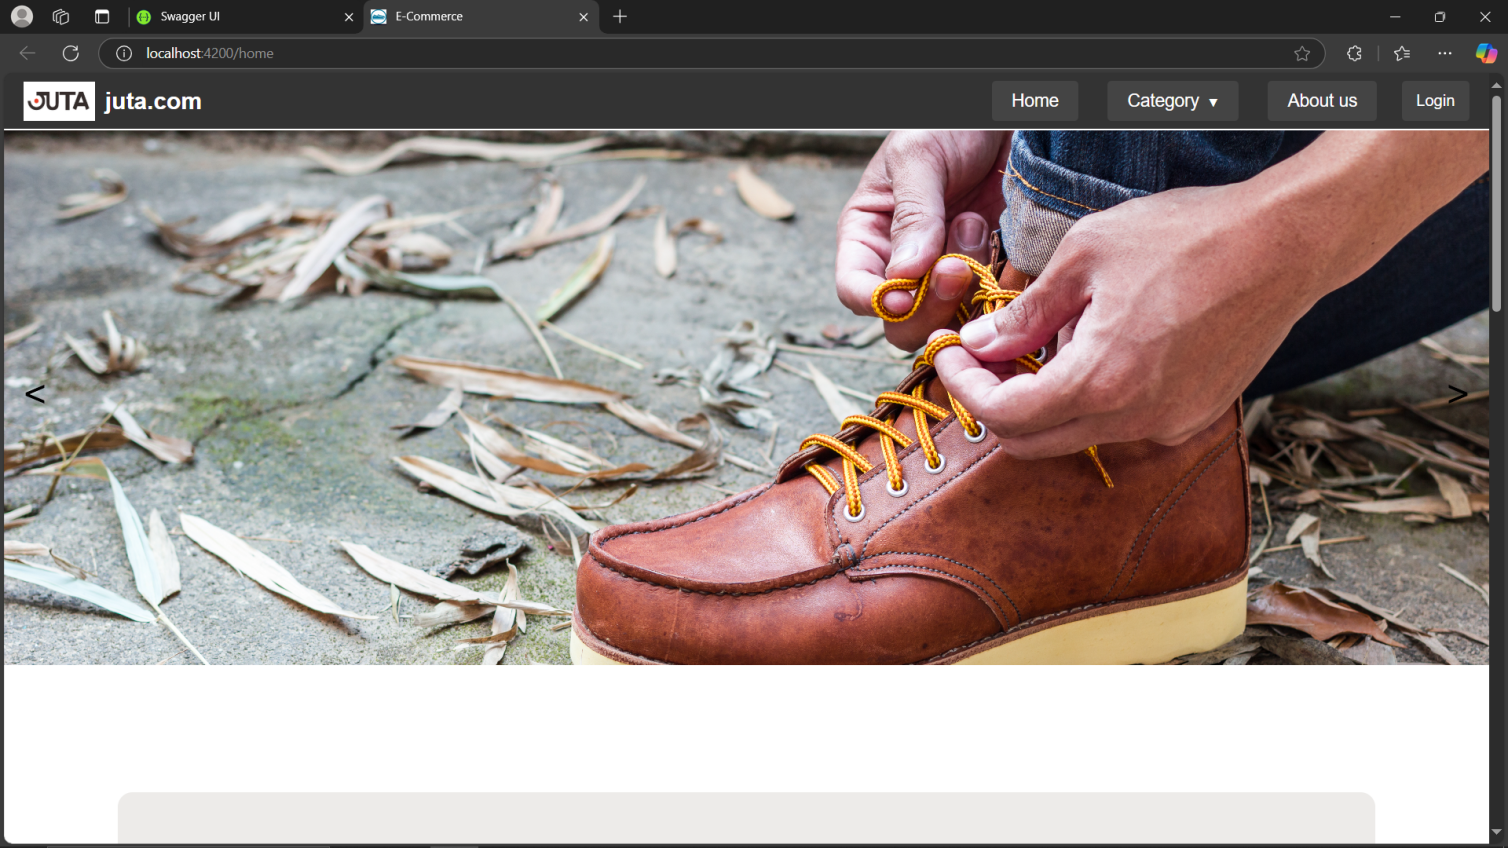 Swagger UI
E-Commerce
localhost:4200/home
JUTA juta.com
Home
Category ▼
About us
Login
<
>